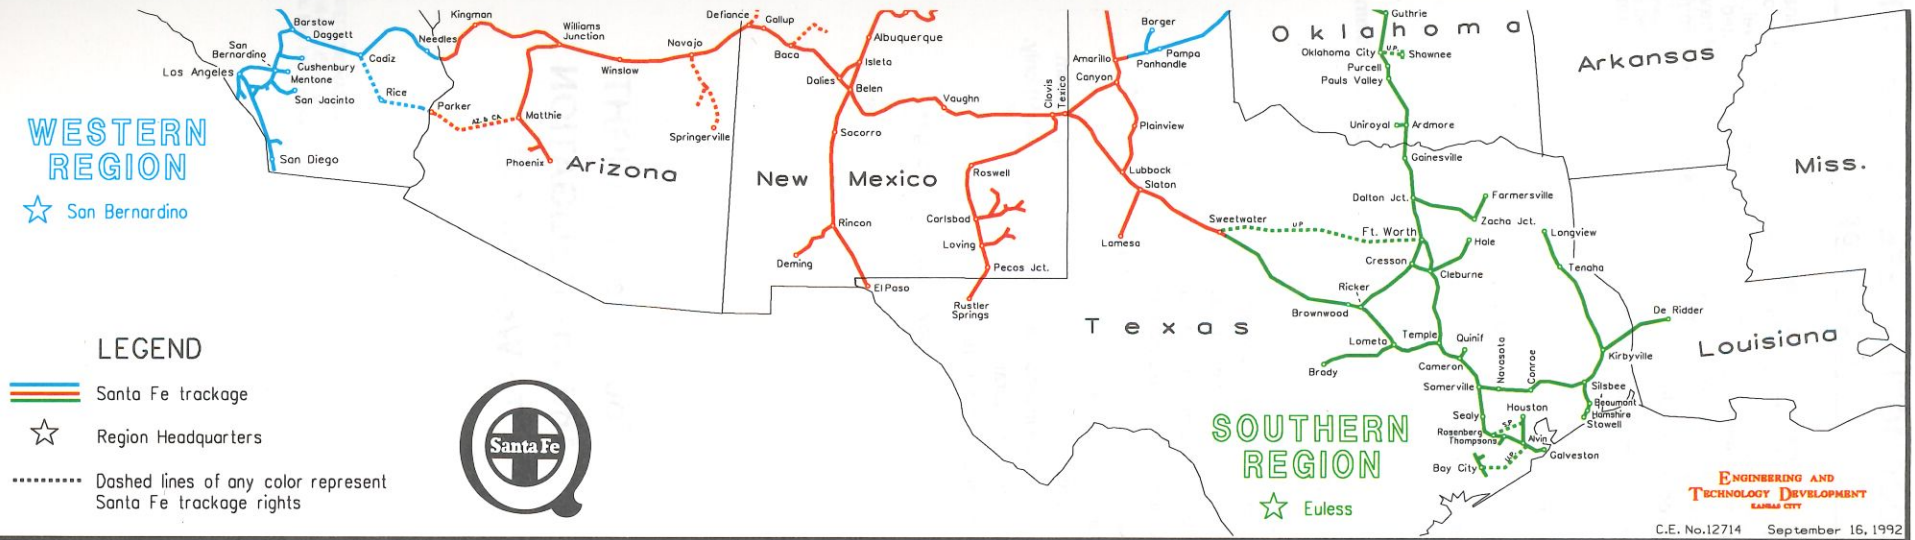 Guthrie
Barstow
Kingman
Defiance
Gallup
Williams
Junction
Borger
Oklahoma
Daggett
Needles
Navajo
Albuquerque
Oklahoma City
U.P.
Shawnee
Arkansas
San
Bernardino
Cushenbury
Cadiz
Winslow
Baca
Isleta
Amarillo
Pampa
Panhandle
Purcell
Los Angeles
Mentone
Dalies
Canyon
Pauls Valley
San Jacinto
Rice
Belen
Vaughn
Clovis
Texico
Parker
AZ. & CA.
Matthie
Springerville
Socorro
Plainview
Uniroyal
Ardmore
WESTERN
REGION
San Bernardino
San Diego
Phoenix
Arizona
New Mexico
Roswell
Lubbock
Slaton
Gainesville
Miss.
Dalton Jct.
Farmersville
Carlsbad
Rincon
Sweetwater
U P
Zacha Jct.
Loving
Lamesa
Ft. Worth
Hale
Longview
Deming
Pecos Jct.
Cresson
Cleburne
Tenaha
El Paso
Rustler
Springs
Ricker
Brownwood
De Ridder
Texas
Lometa
Temple
Quinif
Navasota
Conroe
Kirbyville
Louisiana
Brady
Cameron
Somerville
Silsbee
Beaumont
Hamshire
Stowell
Sealy
Houston
Rosenberg
S.P.
Thompsons
Alvin
Galveston
Bay City
U.P.
SOUTHERN
REGION
Euless
LEGEND
Santa Fe trackage
Region Headquarters
Dashed lines of any color represent
Santa Fe trackage rights
Santa Fe
ENGINEERING AND
TECHNOLOGY DEVELOPMENT
KANSAS CITY
C.E. No.12714 September 16, 1992